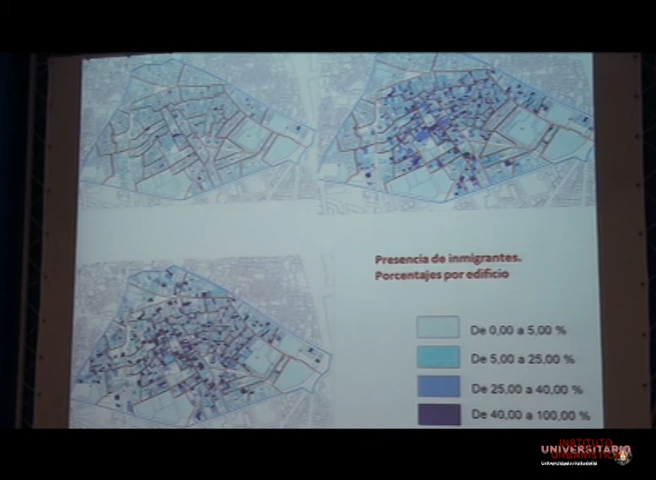 Presencia de inmigrantes.
Porcentajes por edificio
De 0,00 a 5,00 %
De 5,00 a 25,00 %
De 25,00 a 40,00 %
De 40,00 a 100,00 %
INSTITUTO
UNIVERSITARIO